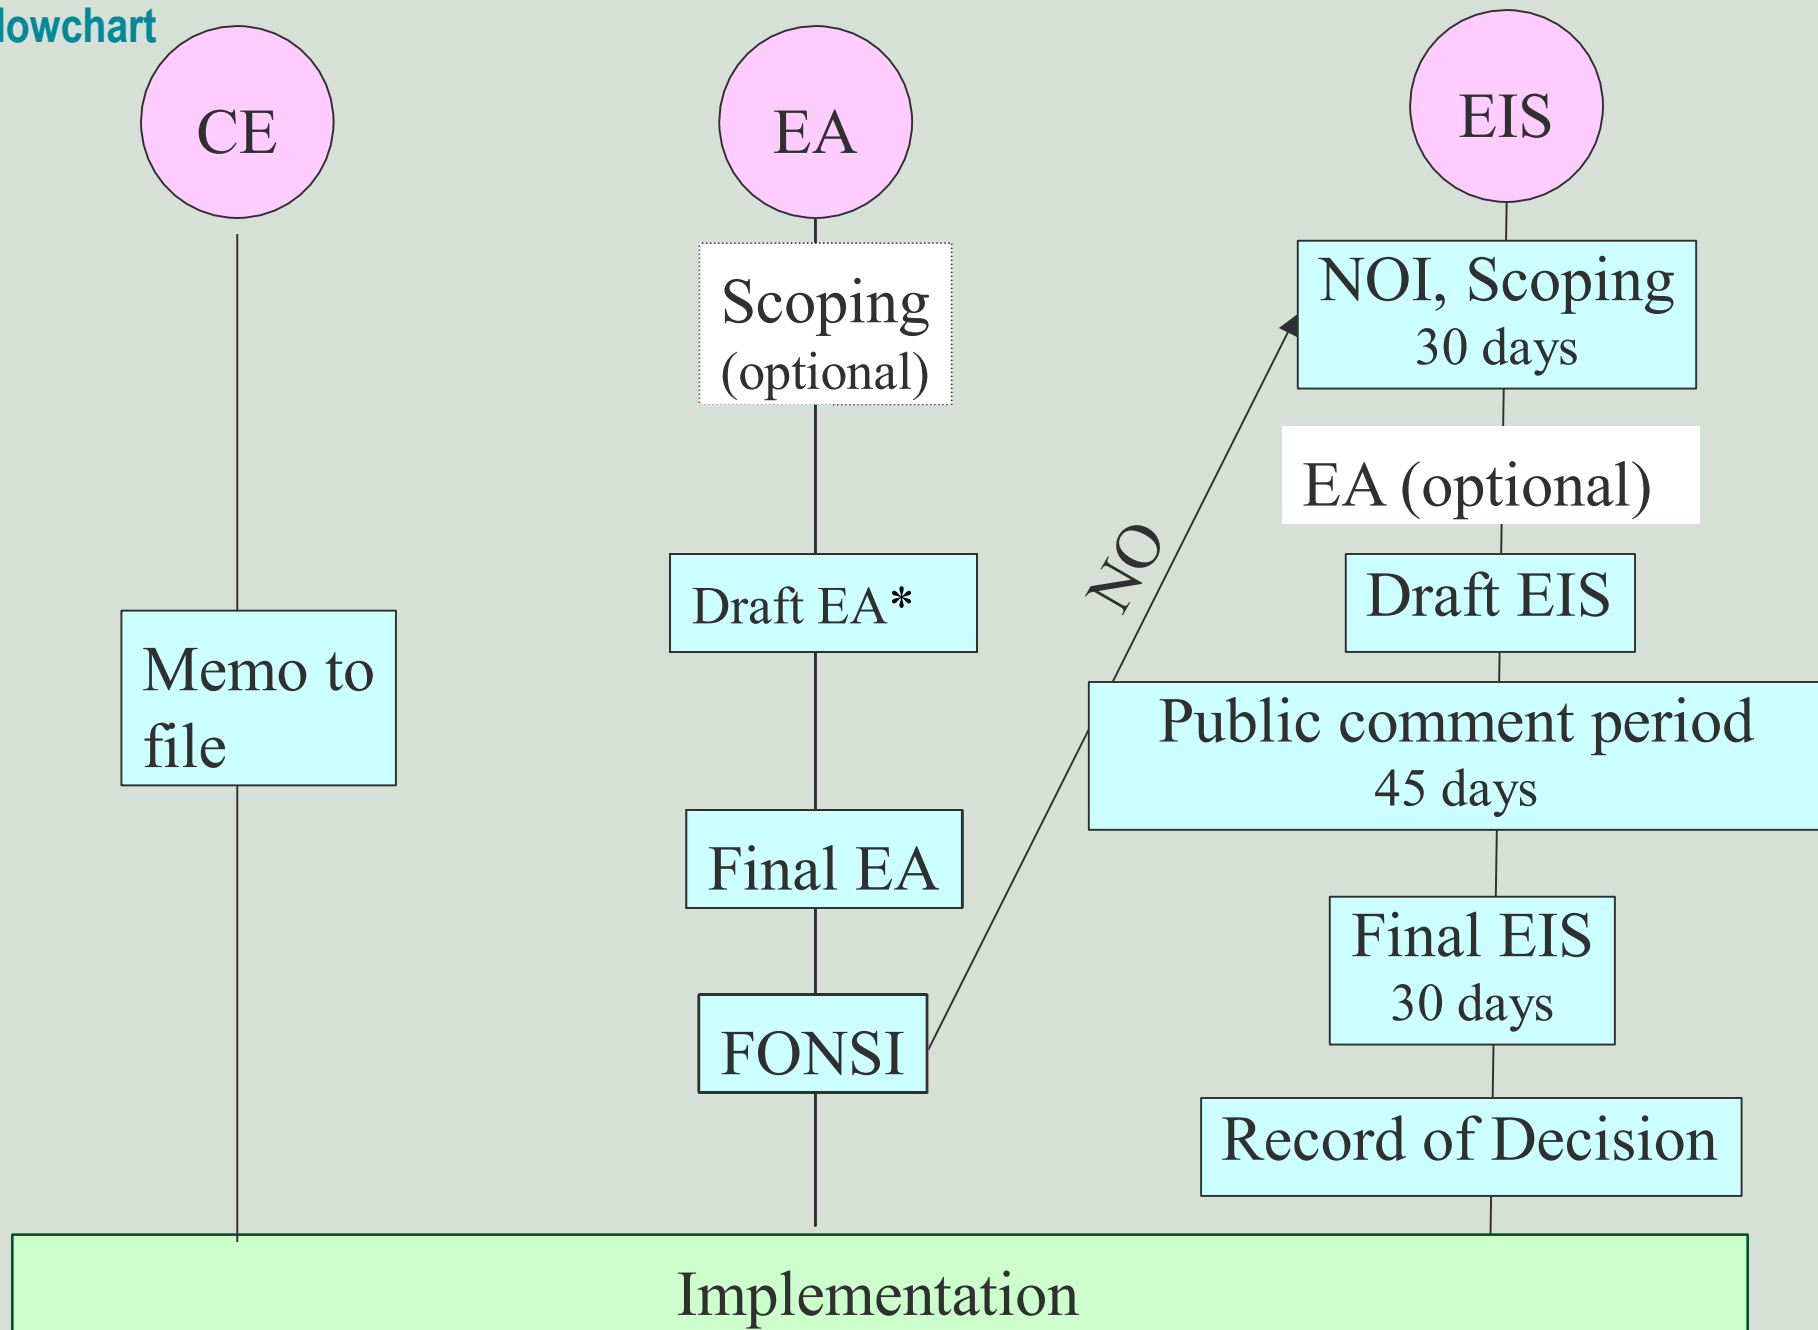 lowchart
CE
Memo to
file
EA
Scoping
(optional)
Draft EA*
Final EA
FONSI
NO
EIS
NOI, Scoping
30 days
EA (optional)
Draft EIS
Public comment period
45 days
Final EIS
30 days
Record of Decision
Implementation